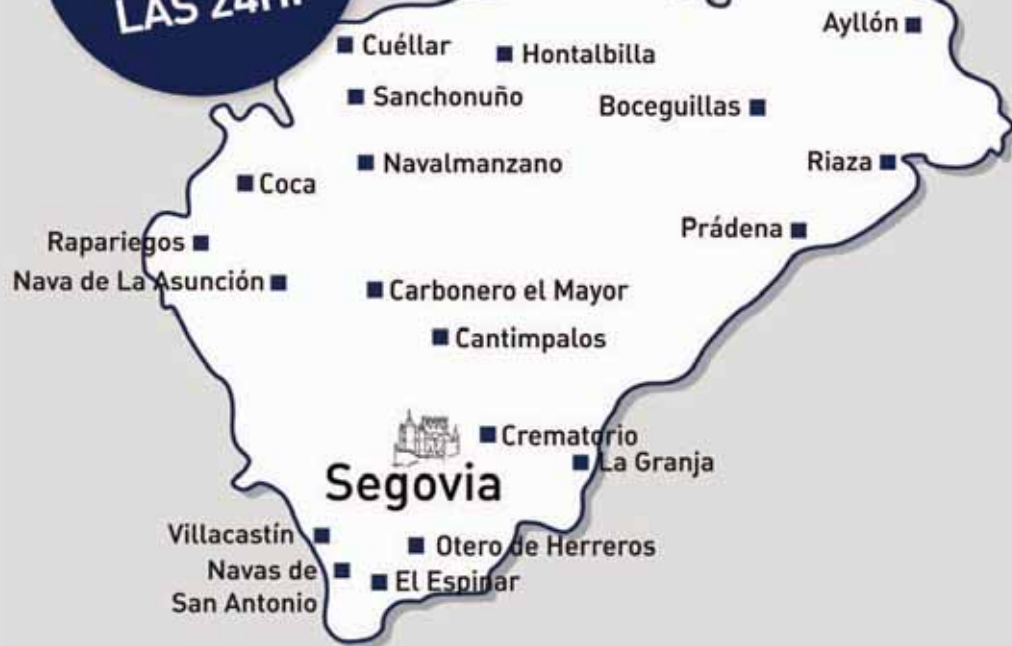 LAS 24H.
Ayllón
Cuéllar
Hontalbilla
Sanchonuño
Boceguillas
Navalmanzano
Riaza
Coca
Prádena
Rapariegos
Nava de La Asunción
Carbonero el Mayor
Cantimpalos
Crematorio
La Granja
Segovia
Villacastín
Otero de Herreros
Navas de
San Antonio
El Espinar